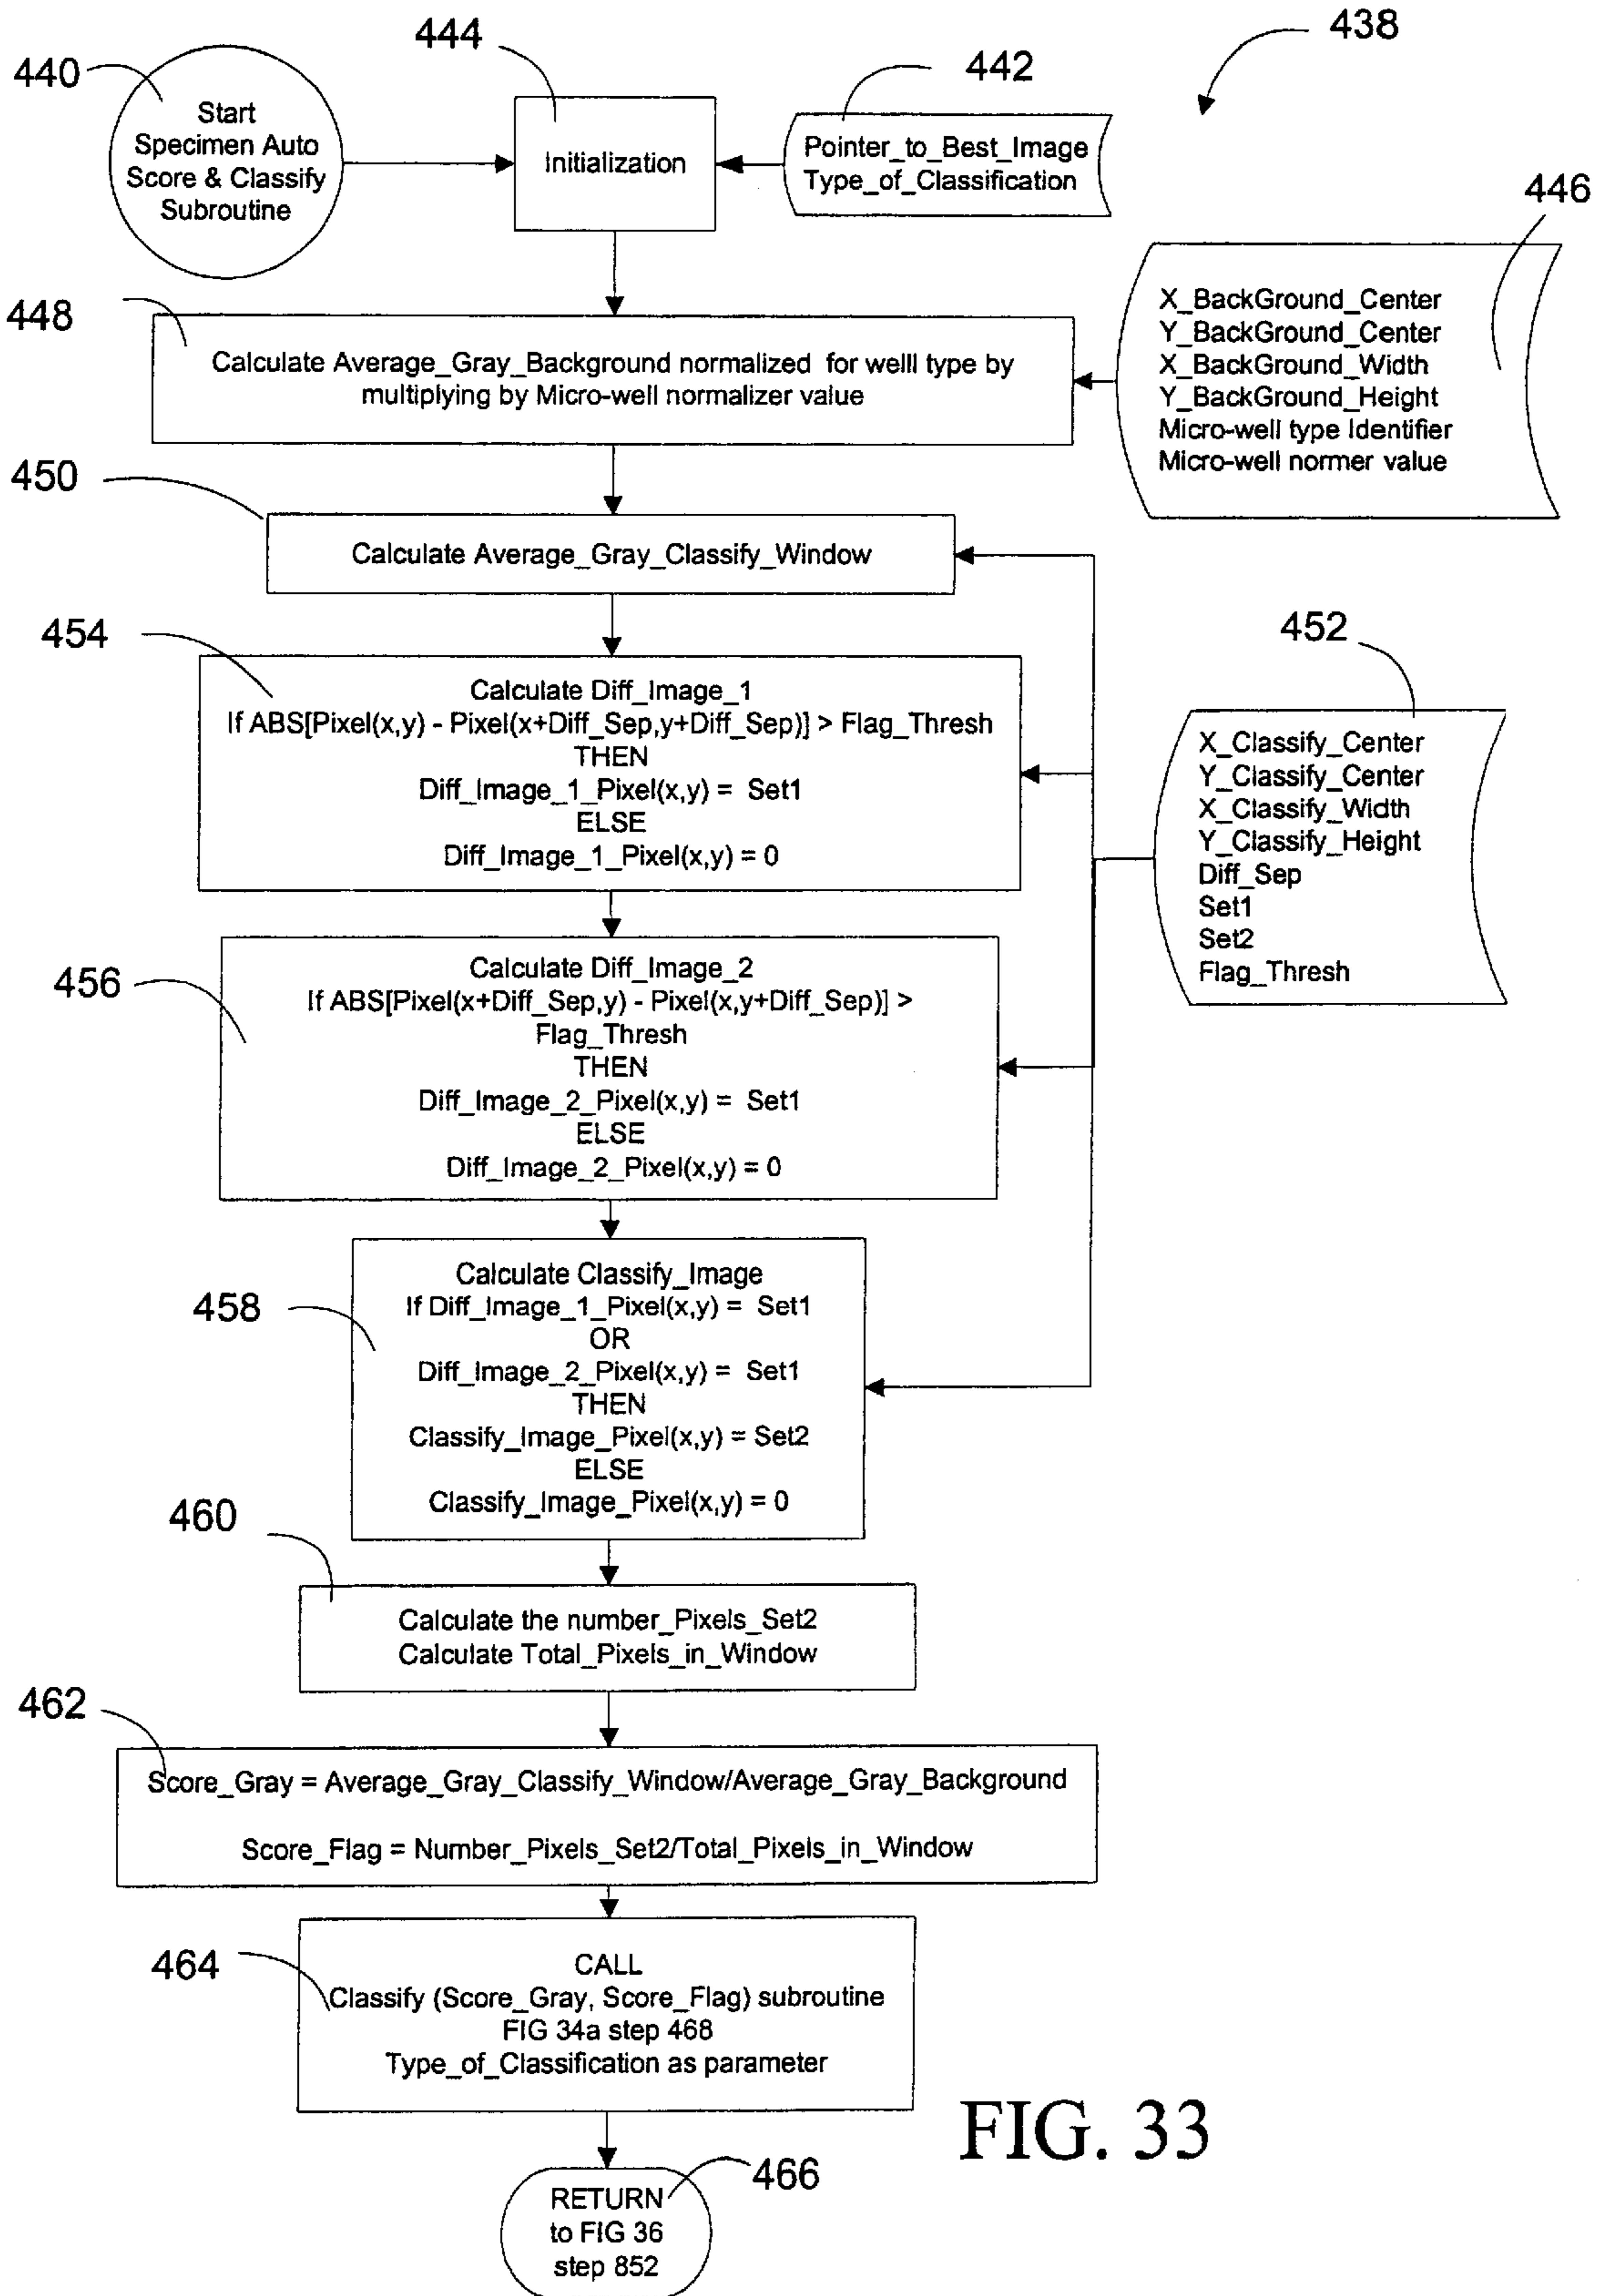 444
438
440
442
Start
Specimen Auto
Score & Classify
Subroutine
Initialization
Pointer_to_Best_Image
Type_of_Classification
446
448
Calculate Average_Gray_Background normalized for welll type by
multiplying by Micro-well normalizer value
X_BackGround_Center
Y_BackGround_Center
X_BackGround_Width
Y_BackGround_Height
Micro-well type Identifier
Micro-well normer value
450
Calculate Average_Gray_Classify_Window
454
Calculate Diff_Image_1
If ABS[Pixel(x,y) - Pixel(x+Diff_Sep,y+Diff_Sep)] > Flag_Thresh
THEN
Diff_Image_1_Pixel(x,y) = Set1
ELSE
Diff_Image_1_Pixel(x,y) = 0
452
X_Classify_Center
Y_Classify_Center
X_Classify_Width
Y_Classify_Height
Diff_Sep
Set1
Set2
Flag_Thresh
456
Calculate Diff_Image_2
If ABS[Pixel(x+Diff_Sep,y) - Pixel(x,y+Diff_Sep)] >
Flag_Thresh
THEN
Diff_Image_2_Pixel(x,y) = Set1
ELSE
Diff_Image_2_Pixel(x,y) = 0
458
Calculate Classify_Image
If Diff_Image_1_Pixel(x,y) = Set1
OR
Diff_Image_2_Pixel(x,y) = Set1
THEN
Classify_Image_Pixel(x,y) = Set2
ELSE
Classify_Image_Pixel(x,y) = 0
460
Calculate the number_Pixels_Set2
Calculate Total_Pixels_in_Window
462
Score_Gray = Average_Gray_Classify_Window/Average_Gray_Background
Score_Flag = Number_Pixels_Set2/Total_Pixels_in_Window
464
CALL
Classify (Score_Gray, Score_Flag) subroutine
FIG 34a step 468
Type_of_Classification as parameter
FIG. 33
466
RETURN
to FIG 36
step 852